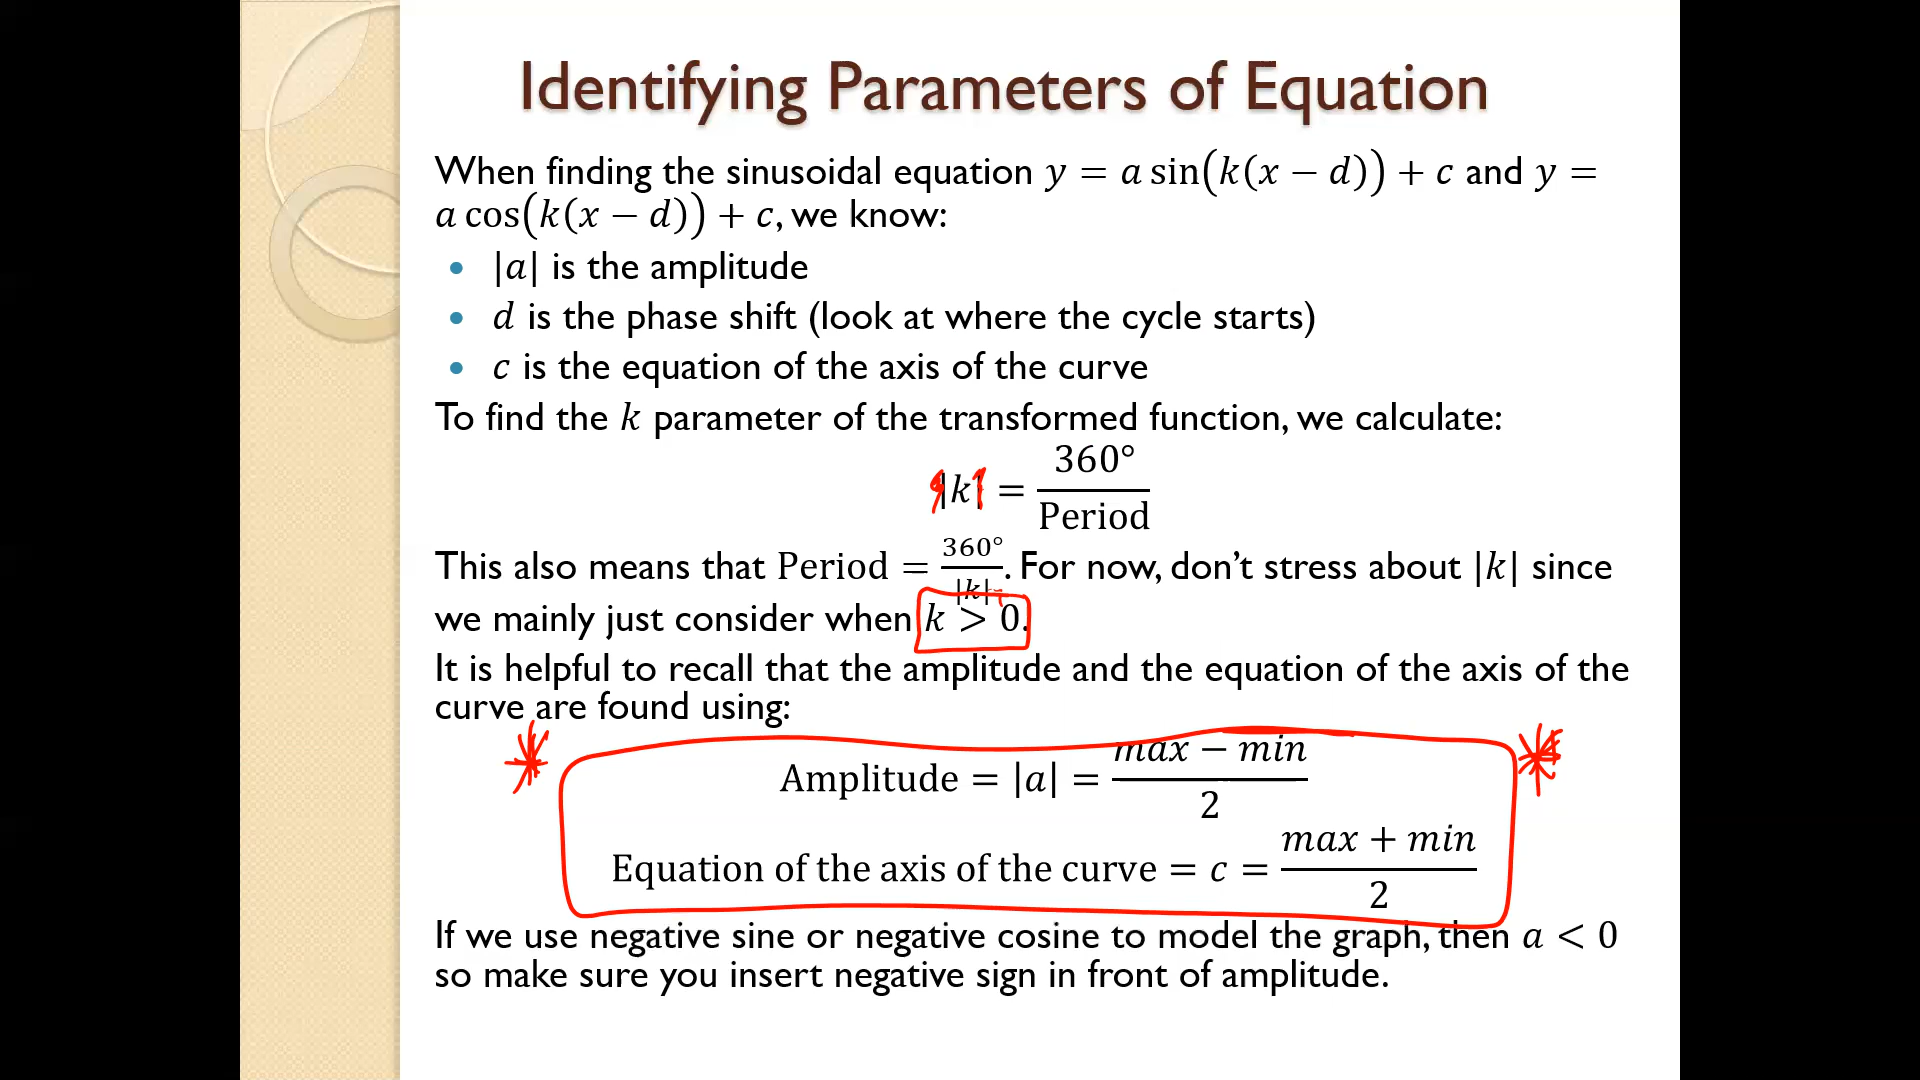 Identifying Parameters of Equation
When finding the sinusoidal equation y = a sin(k(x − d)) + c and y =
a cos(k(x − d)) + c, we know:
• |a| is the amplitude
• d is the phase shift (look at where the cycle starts)
• c is the equation of the axis of the curve
To find the k parameter of the transformed function, we calculate:
|k| = 360° / Period
This also means that Period = 360° / |k|. For now, don't stress about |k| since
we mainly just consider when k > 0.
It is helpful to recall that the amplitude and the equation of the axis of the
curve are found using:
Amplitude = |a| = max − min / 2
Equation of the axis of the curve = c = max + min / 2
If we use negative sine or negative cosine to model the graph, then a < 0
so make sure you insert negative sign in front of amplitude.